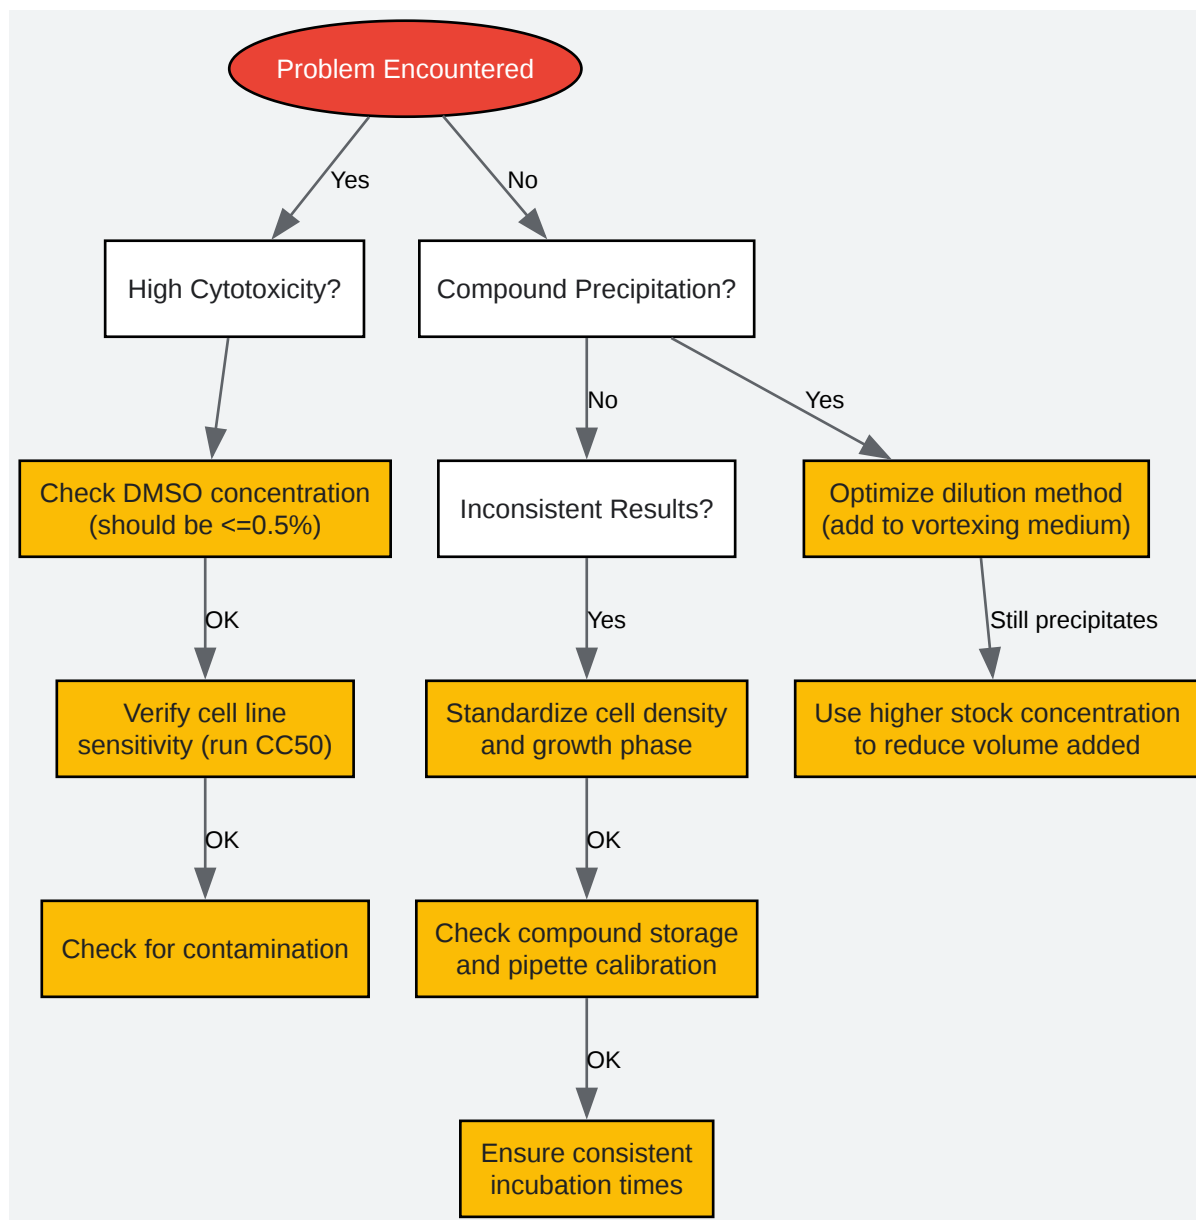 Problem Encountered
Yes
No
High Cytotoxicity?
Compound Precipitation?
No
Yes
Check DMSO concentration
(should be <=0.5%)
Inconsistent Results?
Optimize dilution method
(add to vortexing medium)
OK
Yes
Still precipitates
Verify cell line
sensitivity (run CC50)
Standardize cell density
and growth phase
Use higher stock concentration
to reduce volume added
OK
OK
Check for contamination
Check compound storage
and pipette calibration
OK
Ensure consistent
incubation times